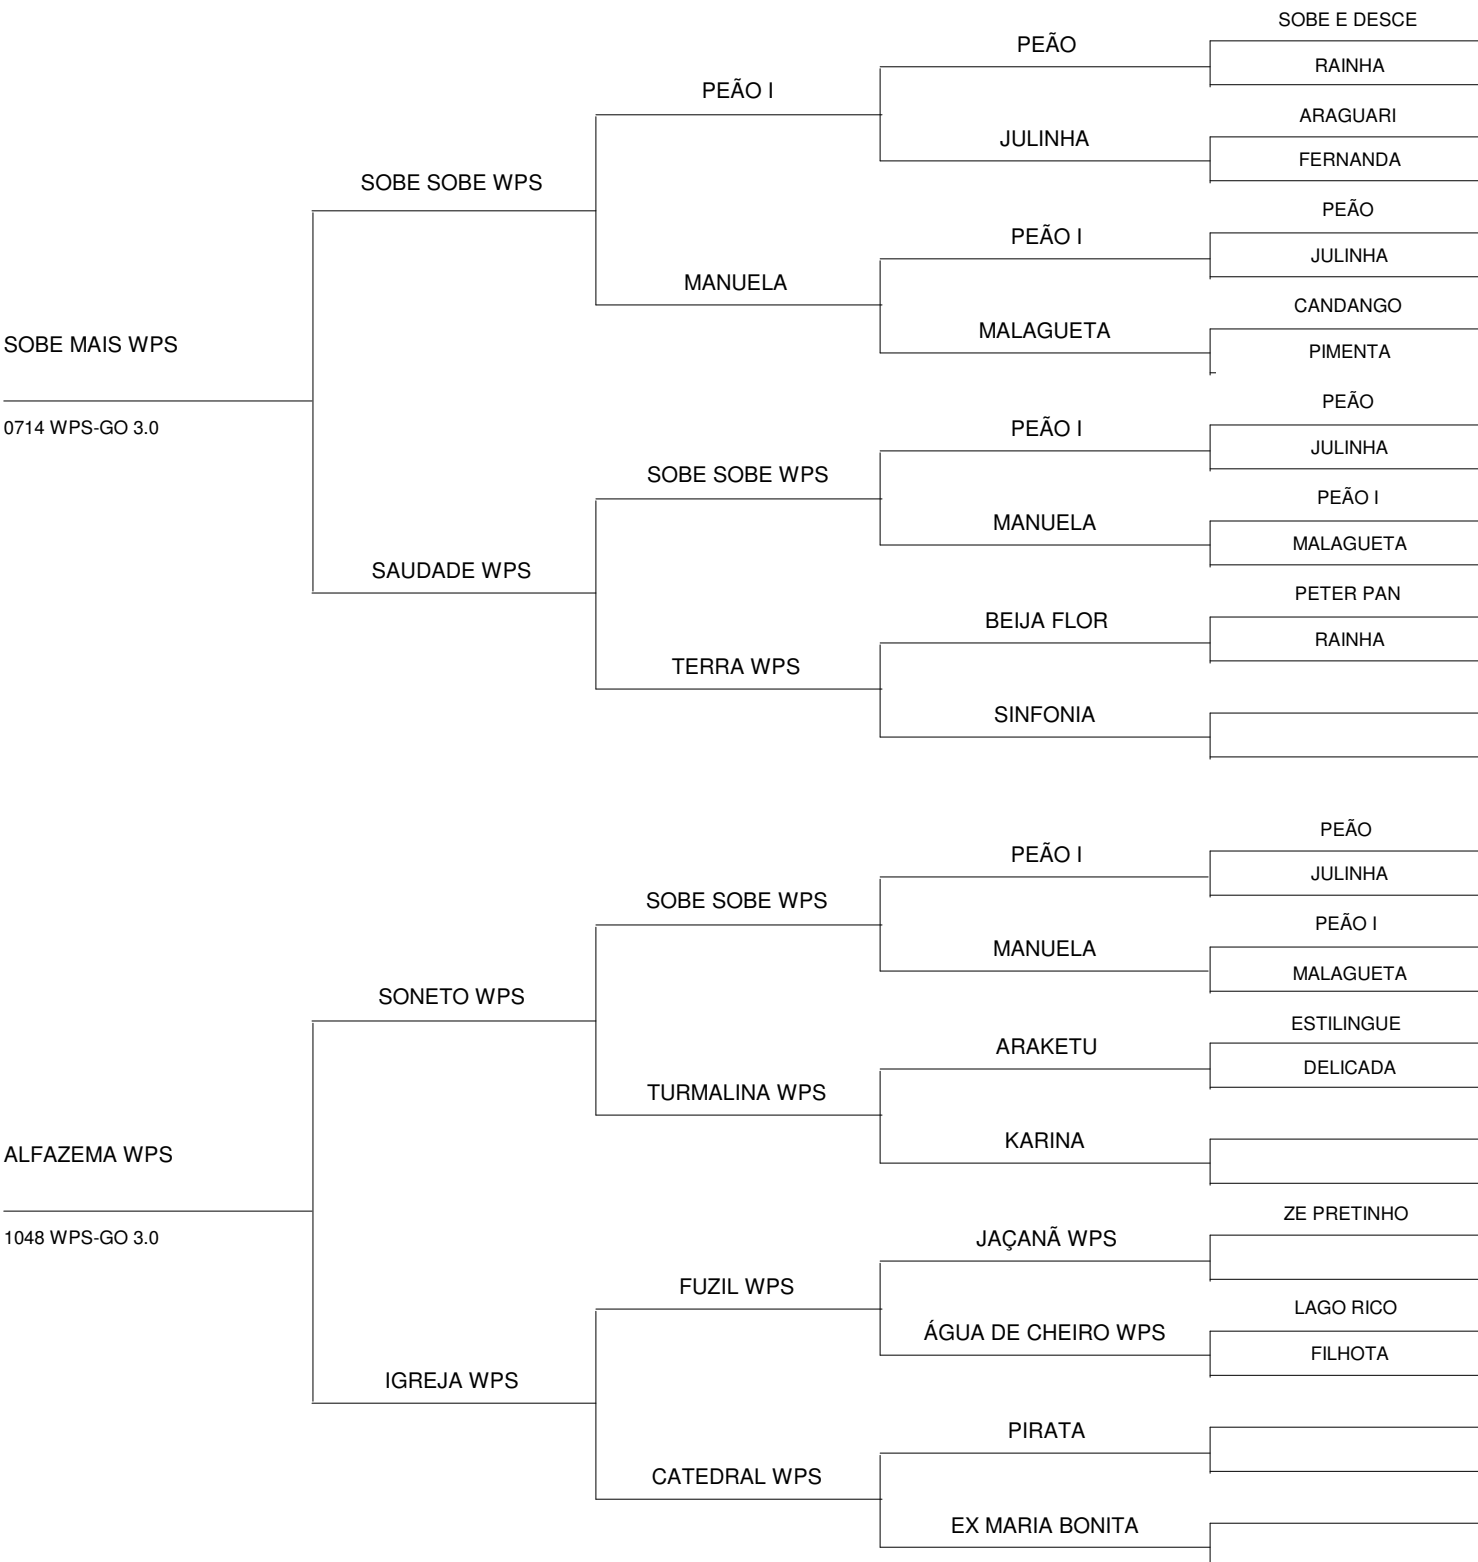 SOBE E DESCE
PEÃO
RAINHA
PEÃO I
ARAGUARI
JULINHA
FERNANDA
SOBE SOBE WPS
PEÃO
PEÃO I
JULINHA
MANUELA
CANDANGO
MALAGUETA
SOBE MAIS WPS
PIMENTA
PEÃO
0714 WPS-GO 3.0
PEÃO I
JULINHA
SOBE SOBE WPS
PEÃO I
MANUELA
MALAGUETA
SAUDADE WPS
PETER PAN
BEIJA FLOR
RAINHA
TERRA WPS
SINFONIA
PEÃO
PEÃO I
JULINHA
SOBE SOBE WPS
PEÃO I
MANUELA
MALAGUETA
SONETO WPS
ESTILINGUE
ARAKETU
DELICADA
TURMALINA WPS
KARINA
ALFAZEMA WPS
ZE PRETINHO
1048 WPS-GO 3.0
JAÇANÃ WPS
FUZIL WPS
LAGO RICO
ÁGUA DE CHEIRO WPS
FILHOTA
IGREJA WPS
PIRATA
CATEDRAL WPS
EX MARIA BONITA